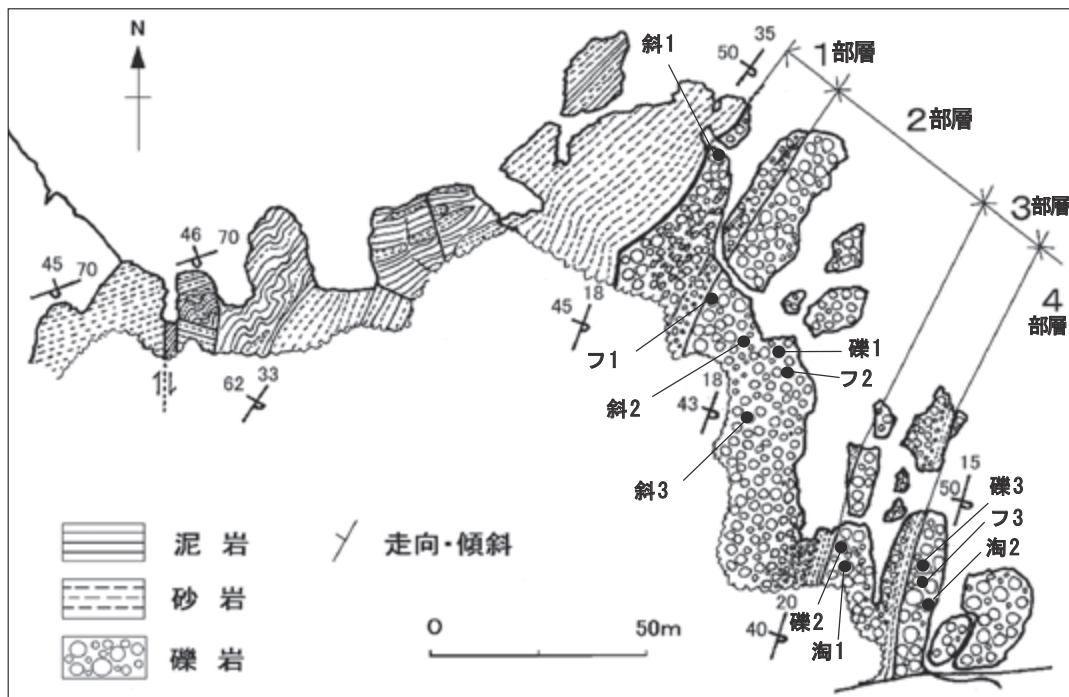 N
斜1
50 35
1部層
2部層
3部層
4
部層
46 70
45 70
62 33
45 18
フ1
斜2
礫1
フ2
18
43
斜3
15
50
礫3
フ3
淘2
20
40
礫2
淘1
泥岩
走向・傾斜
砂岩
礫岩
O 50m